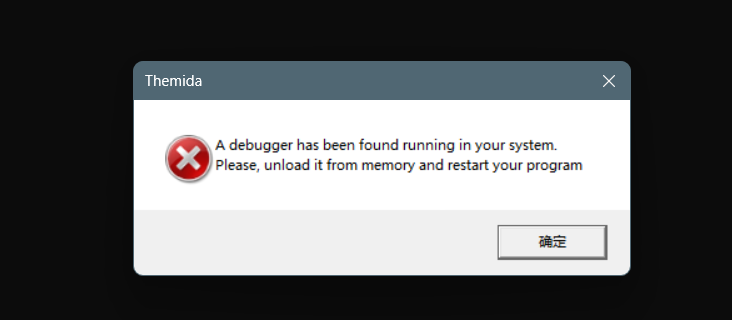 Themida
A debugger has been found running in your system.
Please, unload it from memory and restart your program
确定